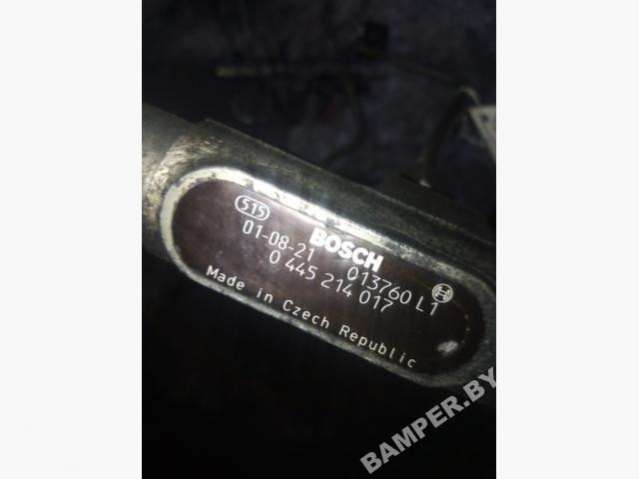 515
BOSCH
01-08-21 013760 L1
0 445 214 017
Made in Czech Republic
BAMPER.BY